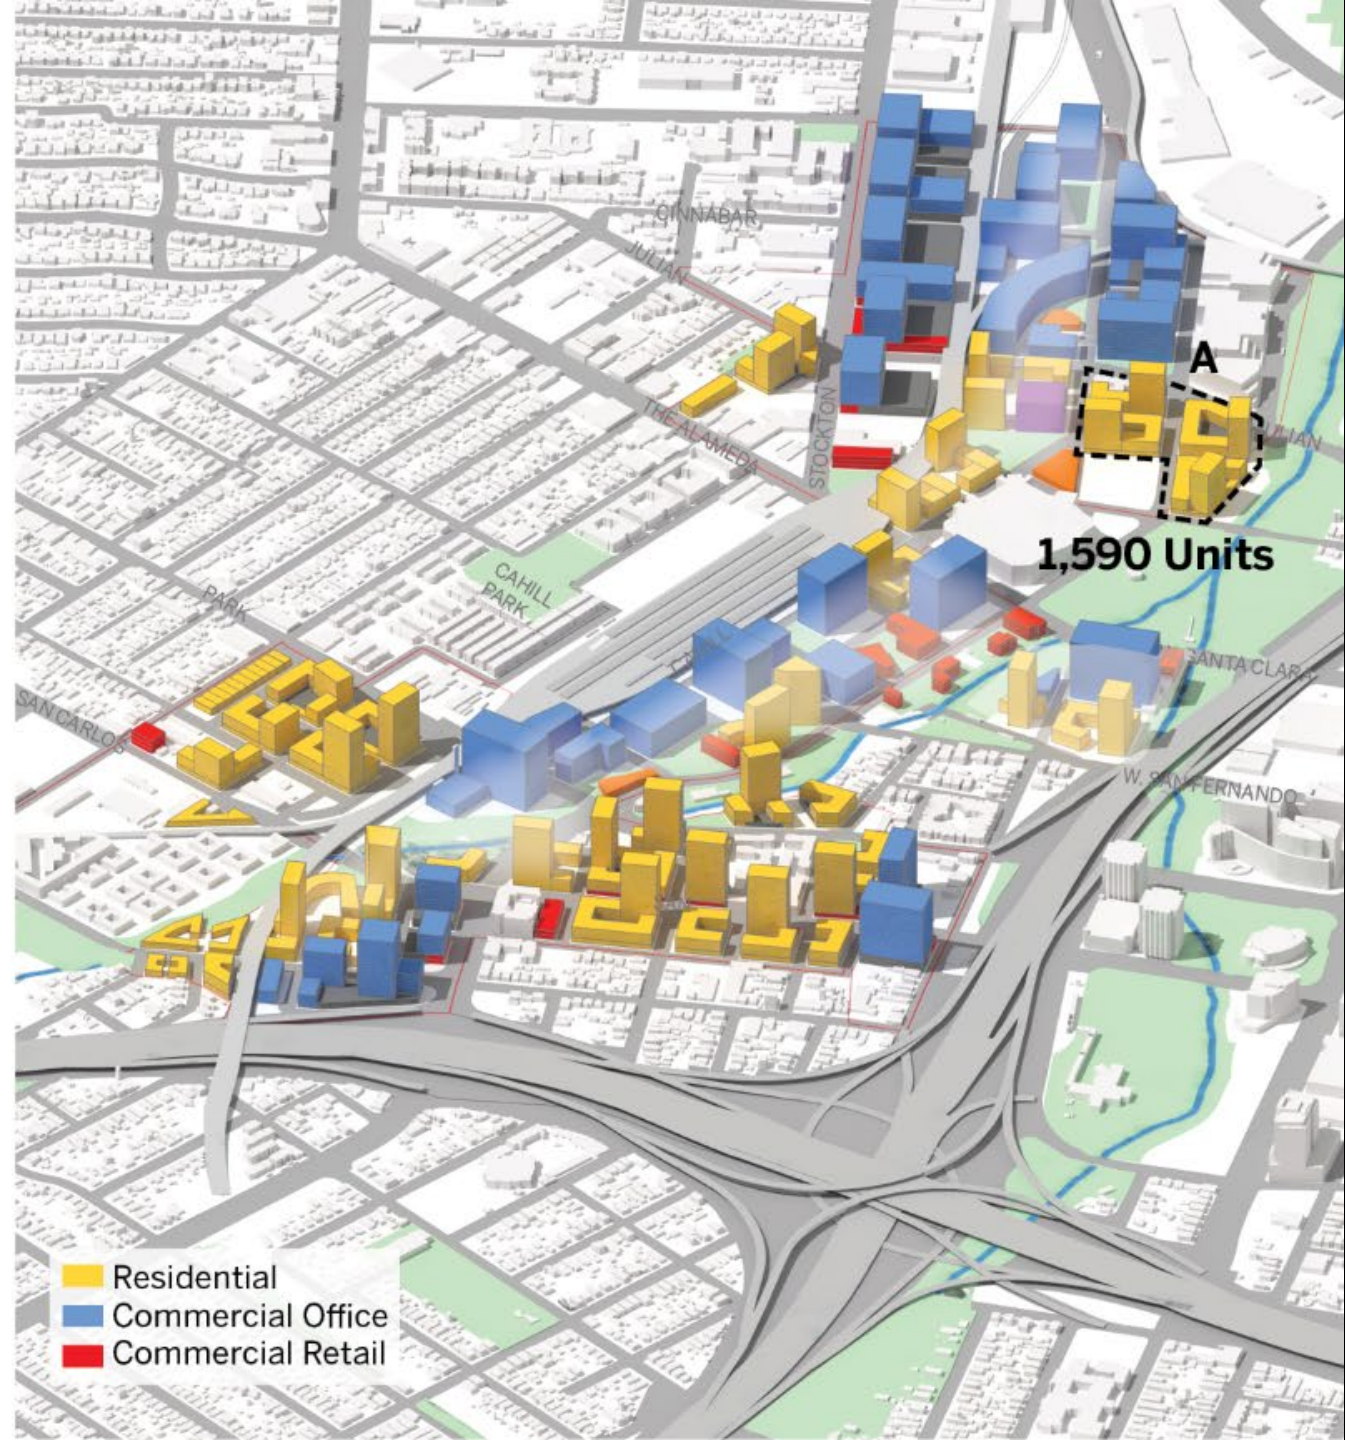 CINNABAR
JULIAN
A
THE ALAMEDA
STOCKTON
JULIAN
1,590 Units
CAHILL
PARK
PARK
CAHILL
SANTA CLARA
SAN CARLOS
W. SAN FERNANDO
Residential
Commercial Office
Commercial Retail